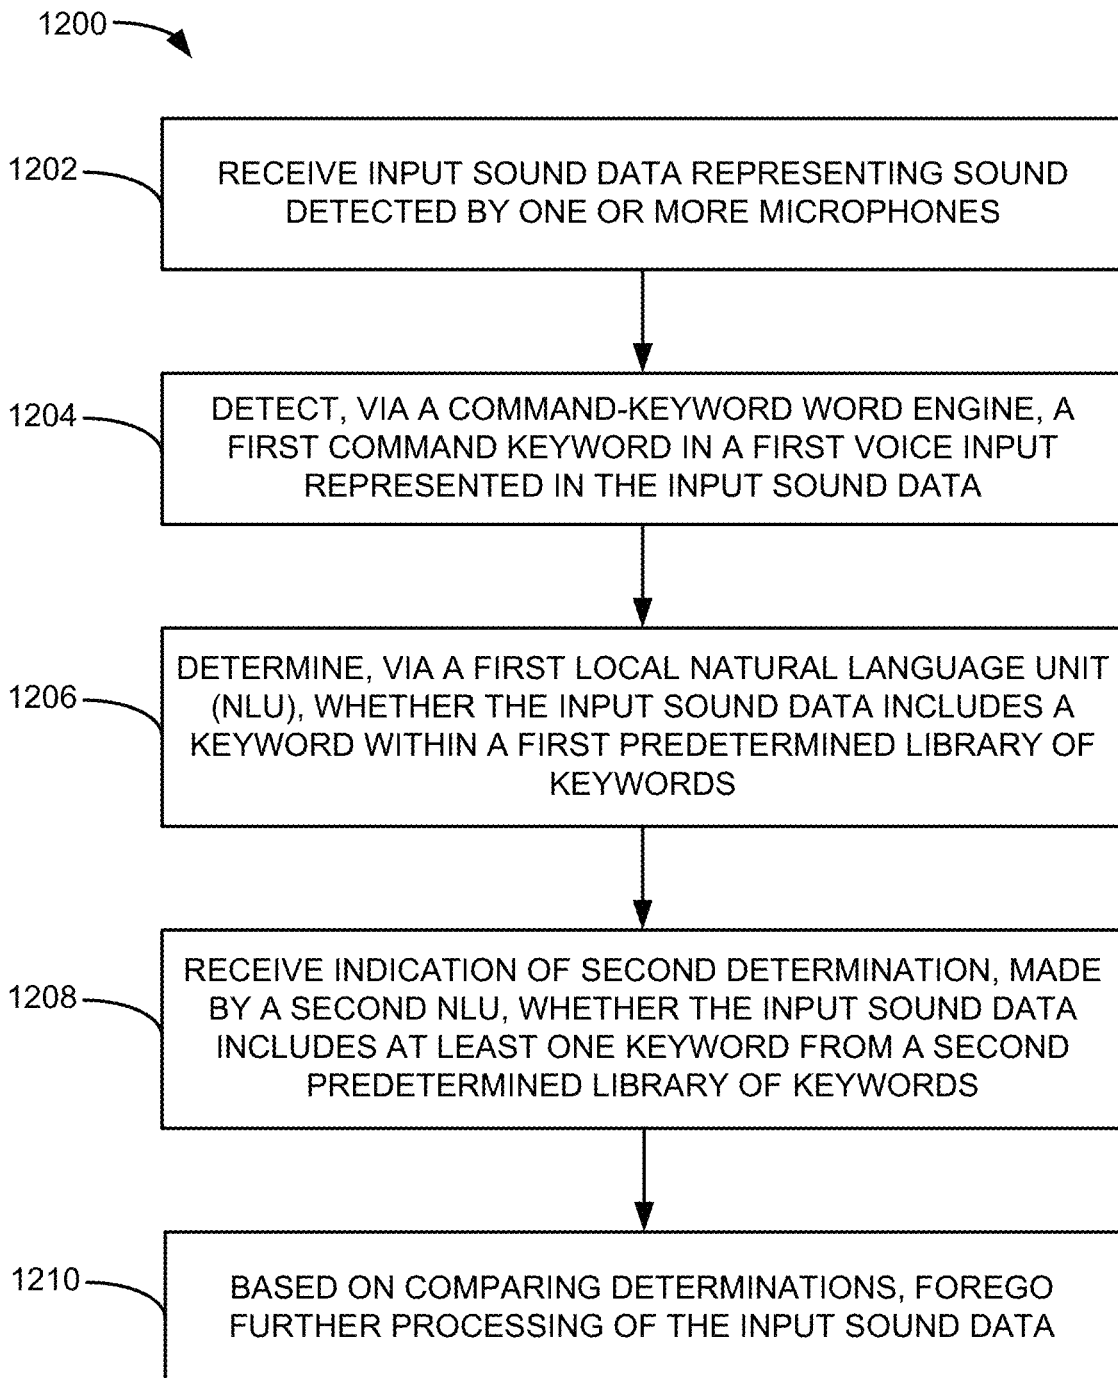 1200
1202
RECEIVE INPUT SOUND DATA REPRESENTING SOUND
DETECTED BY ONE OR MORE MICROPHONES
1204
DETECT, VIA A COMMAND-KEYWORD WORD ENGINE, A
FIRST COMMAND KEYWORD IN A FIRST VOICE INPUT
REPRESENTED IN THE INPUT SOUND DATA
1206
DETERMINE, VIA A FIRST LOCAL NATURAL LANGUAGE UNIT
(NLU), WHETHER THE INPUT SOUND DATA INCLUDES A
KEYWORD WITHIN A FIRST PREDETERMINED LIBRARY OF
KEYWORDS
1208
RECEIVE INDICATION OF SECOND DETERMINATION, MADE
BY A SECOND NLU, WHETHER THE INPUT SOUND DATA
INCLUDES AT LEAST ONE KEYWORD FROM A SECOND
PREDETERMINED LIBRARY OF KEYWORDS
1210
BASED ON COMPARING DETERMINATIONS, FOREGO
FURTHER PROCESSING OF THE INPUT SOUND DATA